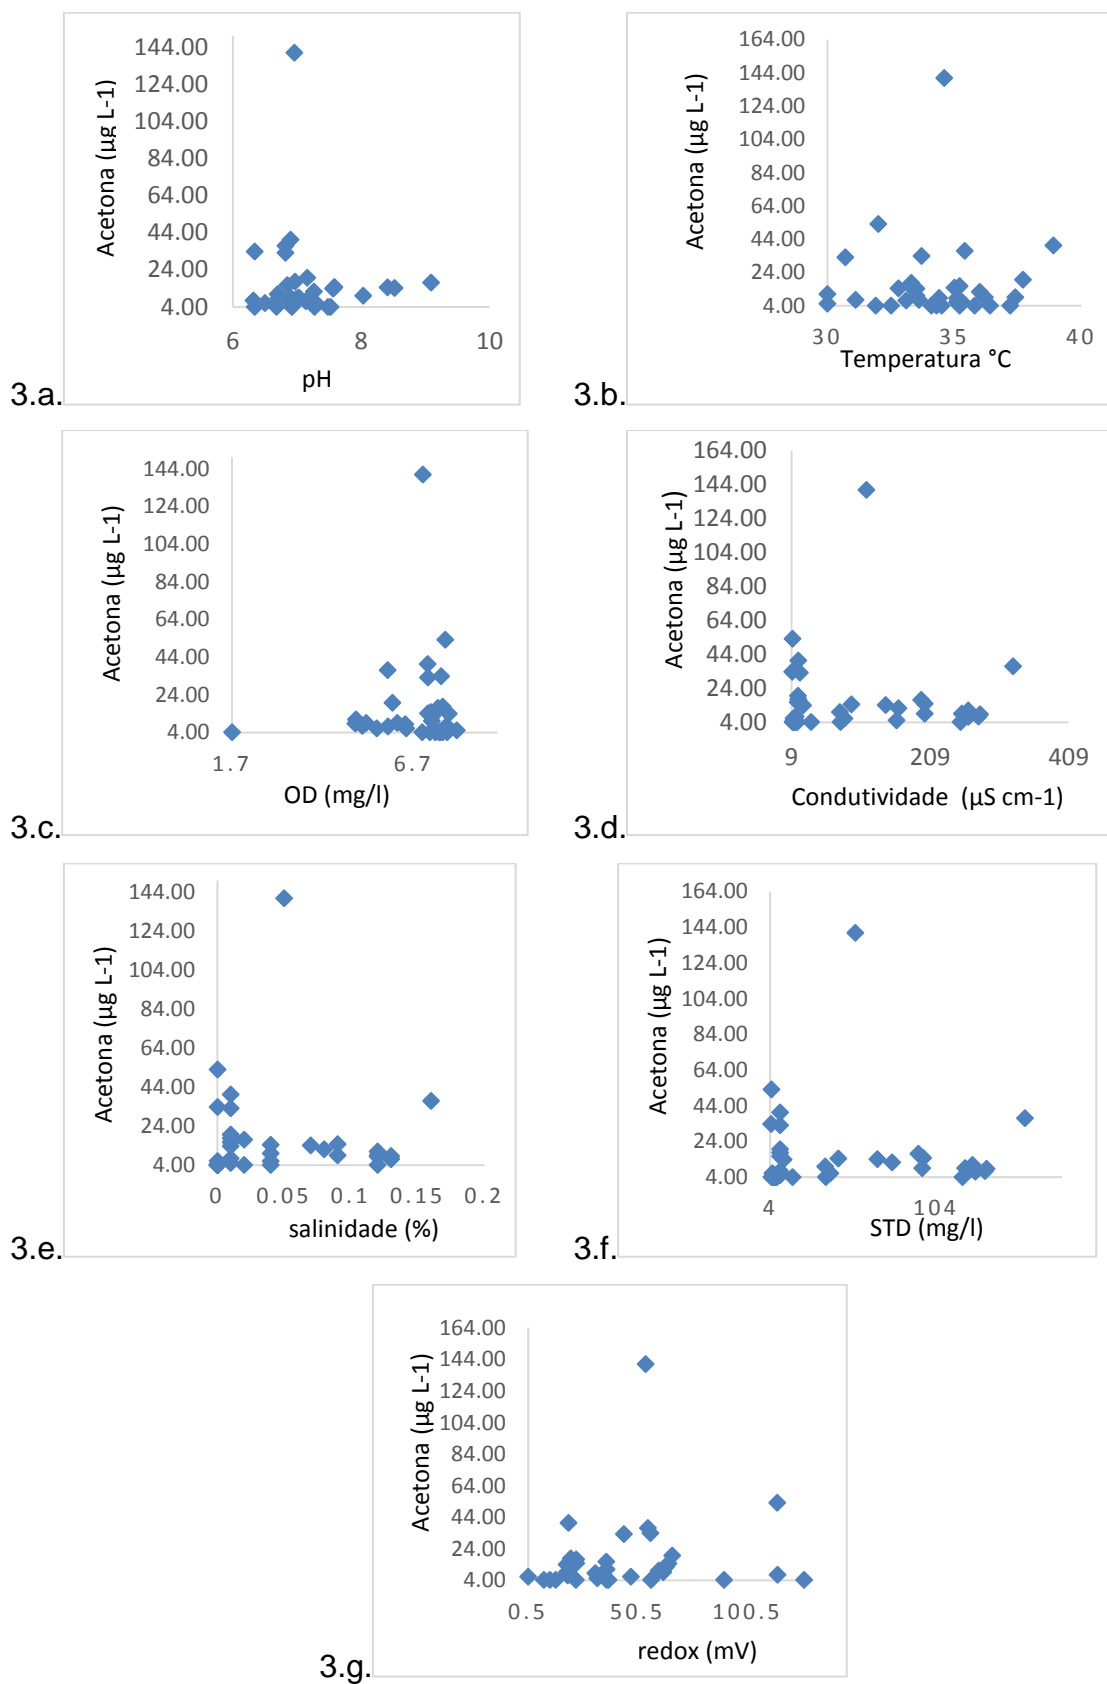 144.00
124.00
104.00
84.00
64.00
44.00
24.00
4.00
Acetona (µg L-1)
6 8 10
pH
3.a.
164.00
144.00
124.00
104.00
84.00
64.00
44.00
24.00
4.00
Acetona (µg L-1)
30 35 40
Temperatura °C
3.b.
144.00
124.00
104.00
84.00
64.00
44.00
24.00
4.00
Acetona (µg L-1)
1.7 6.7
OD (mg/l)
3.c.
164.00
144.00
124.00
104.00
84.00
64.00
44.00
24.00
4.00
Acetona (µg L-1)
9 209 409
Condutividade (µS cm-1)
3.d.
144.00
124.00
104.00
84.00
64.00
44.00
24.00
4.00
Acetona (µg L-1)
0 0.05 0.1 0.15 0.2
salinidade (%)
3.e.
164.00
144.00
124.00
104.00
84.00
64.00
44.00
24.00
4.00
Acetona (µg L-1)
4 104
STD (mg/l)
3.f.
164.00
144.00
124.00
104.00
84.00
64.00
44.00
24.00
4.00
Acetona (µg L-1)
0.5 50.5 100.5
redox (mV)
3.g.